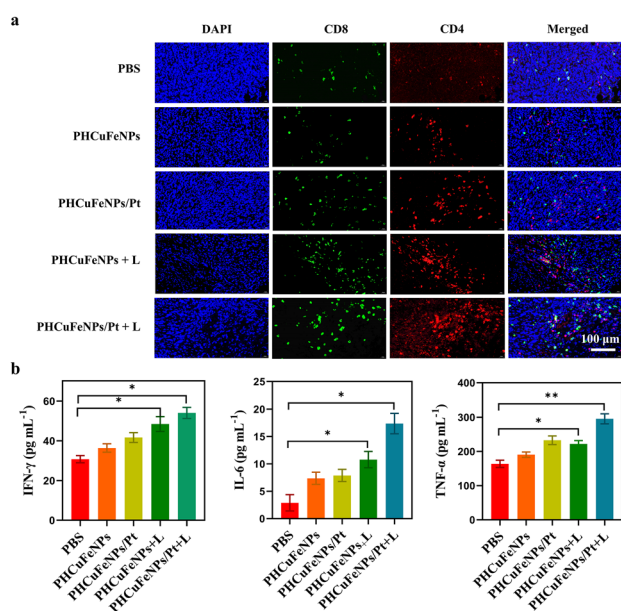 a
DAPI CD8 CD4 Merged
PBS
PHCuFeNPs
PHCuFeNPs/Pt
PHCuFeNPs + L
PHCuFeNPs/Pt + L
100 μm
b
IFN-γ (pg mL⁻¹)
60
40
20
0
*
*
PBS
PHCuFeNPs
PHCuFeNPs/Pt
PHCuFeNPs+L
PHCuFeNPs/Pt+L
IL-6 (pg mL⁻¹)
25
20
15
10
5
0
*
*
PBS
PHCuFeNPs
PHCuFeNPs/Pt
PHCuFeNPs.L
PHCuFeNPs/Pt+L
TNF-α (pg mL⁻¹)
400
300
200
100
0
**
*
PBS
PHCuFeNPs
PHCuFeNPs/Pt
PHCuFeNPs+L
PHCuFeNPs/Pt+L